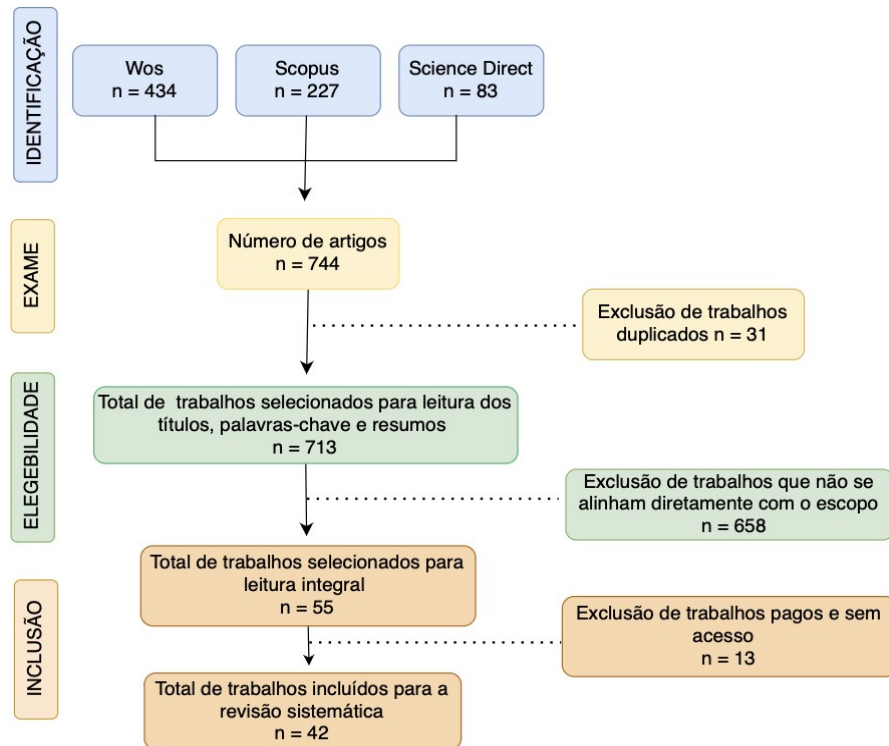 IDENTIFICAÇÃO
Wos
n = 434
Scopus
n = 227
Science Direct
n = 83
EXAME
Número de artigos
n = 744
Exclusão de trabalhos
duplicados n = 31
ELEGEBILIDADE
Total de trabalhos selecionados para leitura dos
títulos, palavras-chave e resumos
n = 713
Exclusão de trabalhos que não se
alinham diretamente com o escopo
n = 658
Total de trabalhos selecionados para
leitura integral
n = 55
INCLUSÃO
Exclusão de trabalhos pagos e sem
acesso
n = 13
Total de trabalhos incluídos para a
revisão sistemática
n = 42